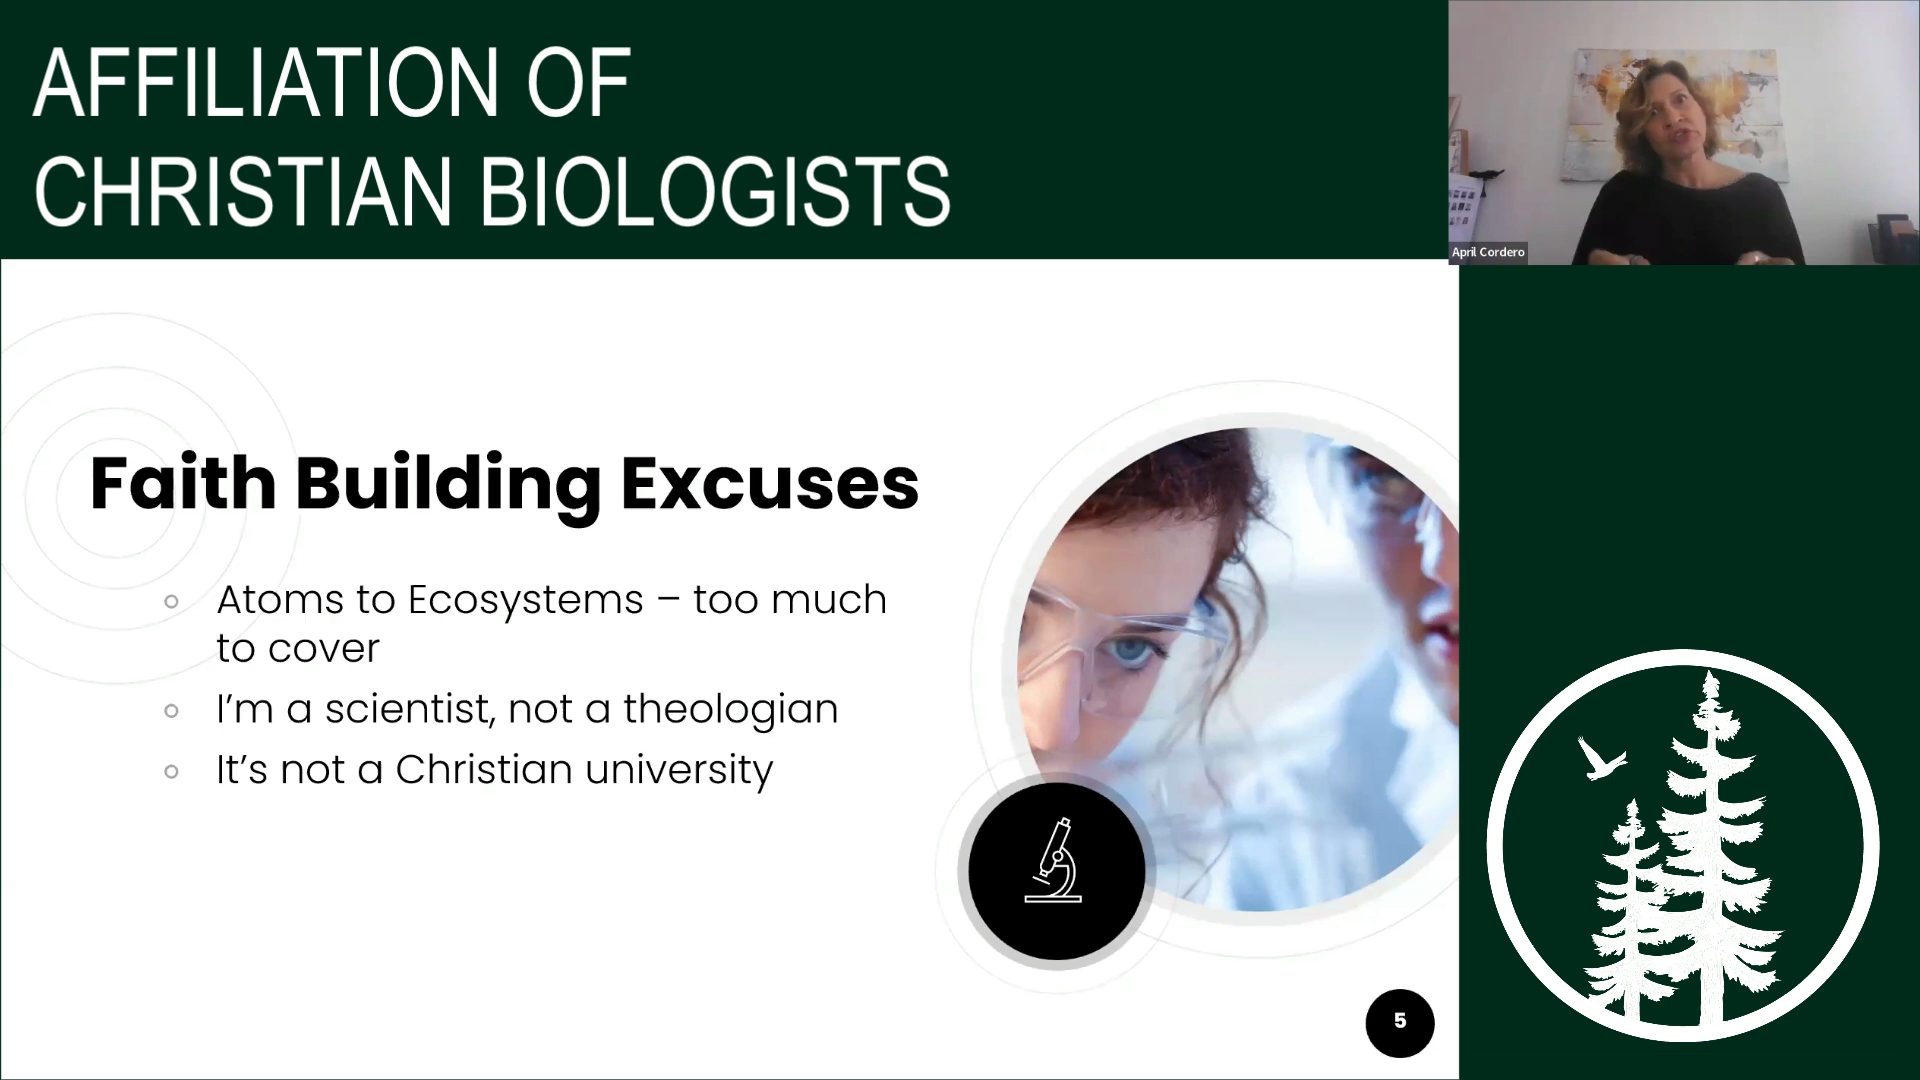 AFFILIATION OF
CHRISTIAN BIOLOGISTS
April Cordero
Faith Building Excuses
Atoms to Ecosystems – too much
to cover
I’m a scientist, not a theologian
It’s not a Christian university
5